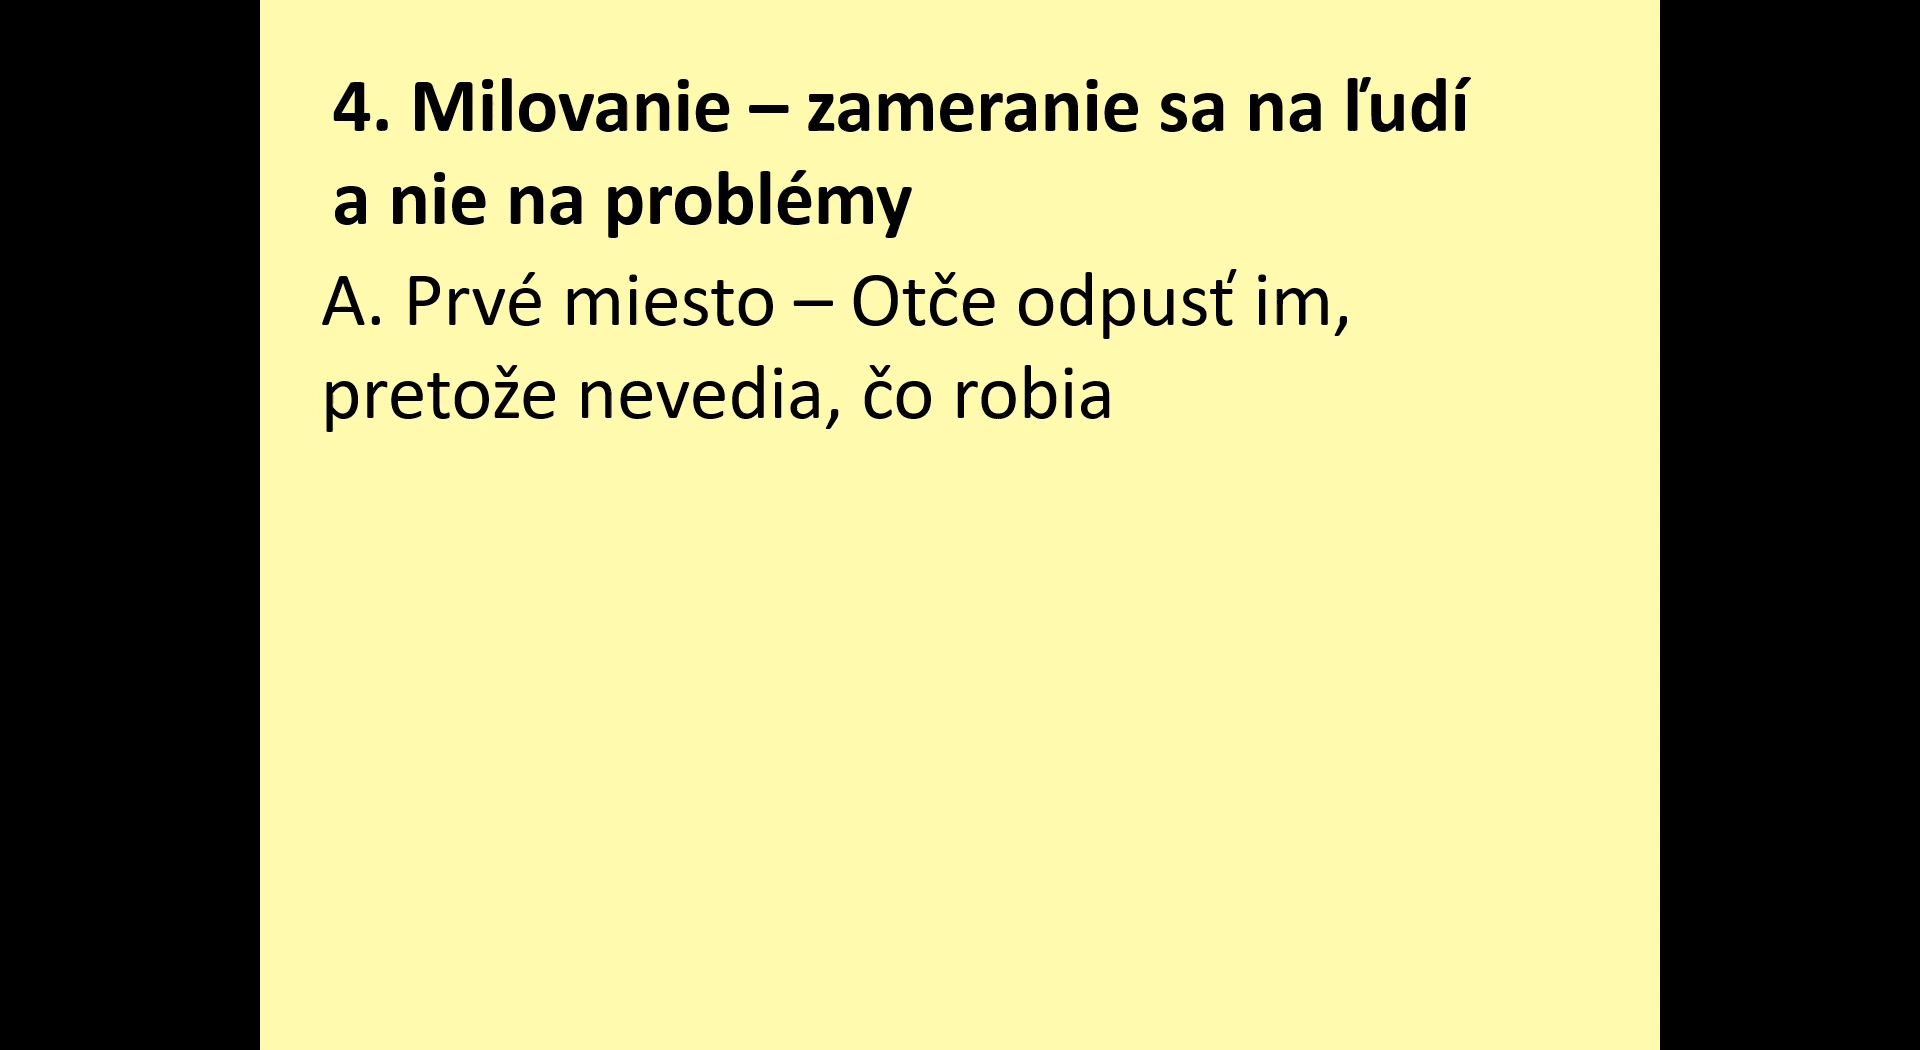 4. Milovanie – zameranie sa na ľudí
a nie na problémy
A. Prvé miesto – Otče odpusť im,
pretože nevedia, čo robia